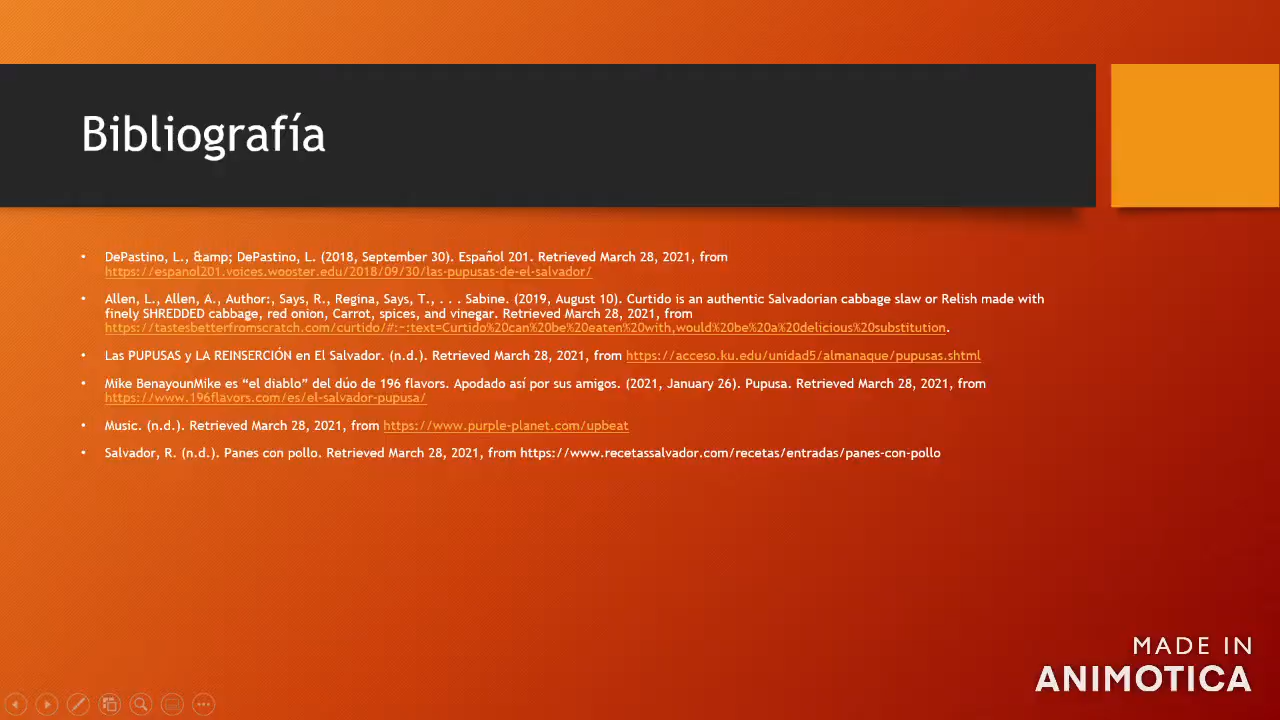 Bibliografía
• DePastino, L., &amp; DePastino, L. (2018, September 30). Español 201. Retrieved March 28, 2021, from
https://espanol201.voices.wooster.edu/2018/09/30/las-pupusas-de-el-salvador/
• Allen, L., Allen, A., Author:, Says, R., Regina, Says, T., . . . Sabine. (2019, August 10). Curtido is an authentic Salvadorian cabbage slaw or Relish made with
finely SHREDDED cabbage, red onion, Carrot, spices, and vinegar. Retrieved March 28, 2021, from
https://tastesbetterfromscratch.com/curtido/#:~:text=Curtido%20can%20be%20eaten%20with,would%20be%20a%20delicious%20substitution.
• Las PUPUSAS y LA REINSERCIÓN en El Salvador. (n.d.). Retrieved March 28, 2021, from https://acceso.ku.edu/unidad5/almanaque/pupusas.shtml
• Mike BenayounMike es “el diablo” del dúo de 196 flavors. Apodado así por sus amigos. (2021, January 26). Pupusa. Retrieved March 28, 2021, from
https://www.196flavors.com/es/el-salvador-pupusa/
• Music. (n.d.). Retrieved March 28, 2021, from https://www.purple-planet.com/upbeat
• Salvador, R. (n.d.). Panes con pollo. Retrieved March 28, 2021, from https://www.recetassalvador.com/recetas/entradas/panes-con-pollo
MADE IN
ANIMOTICA